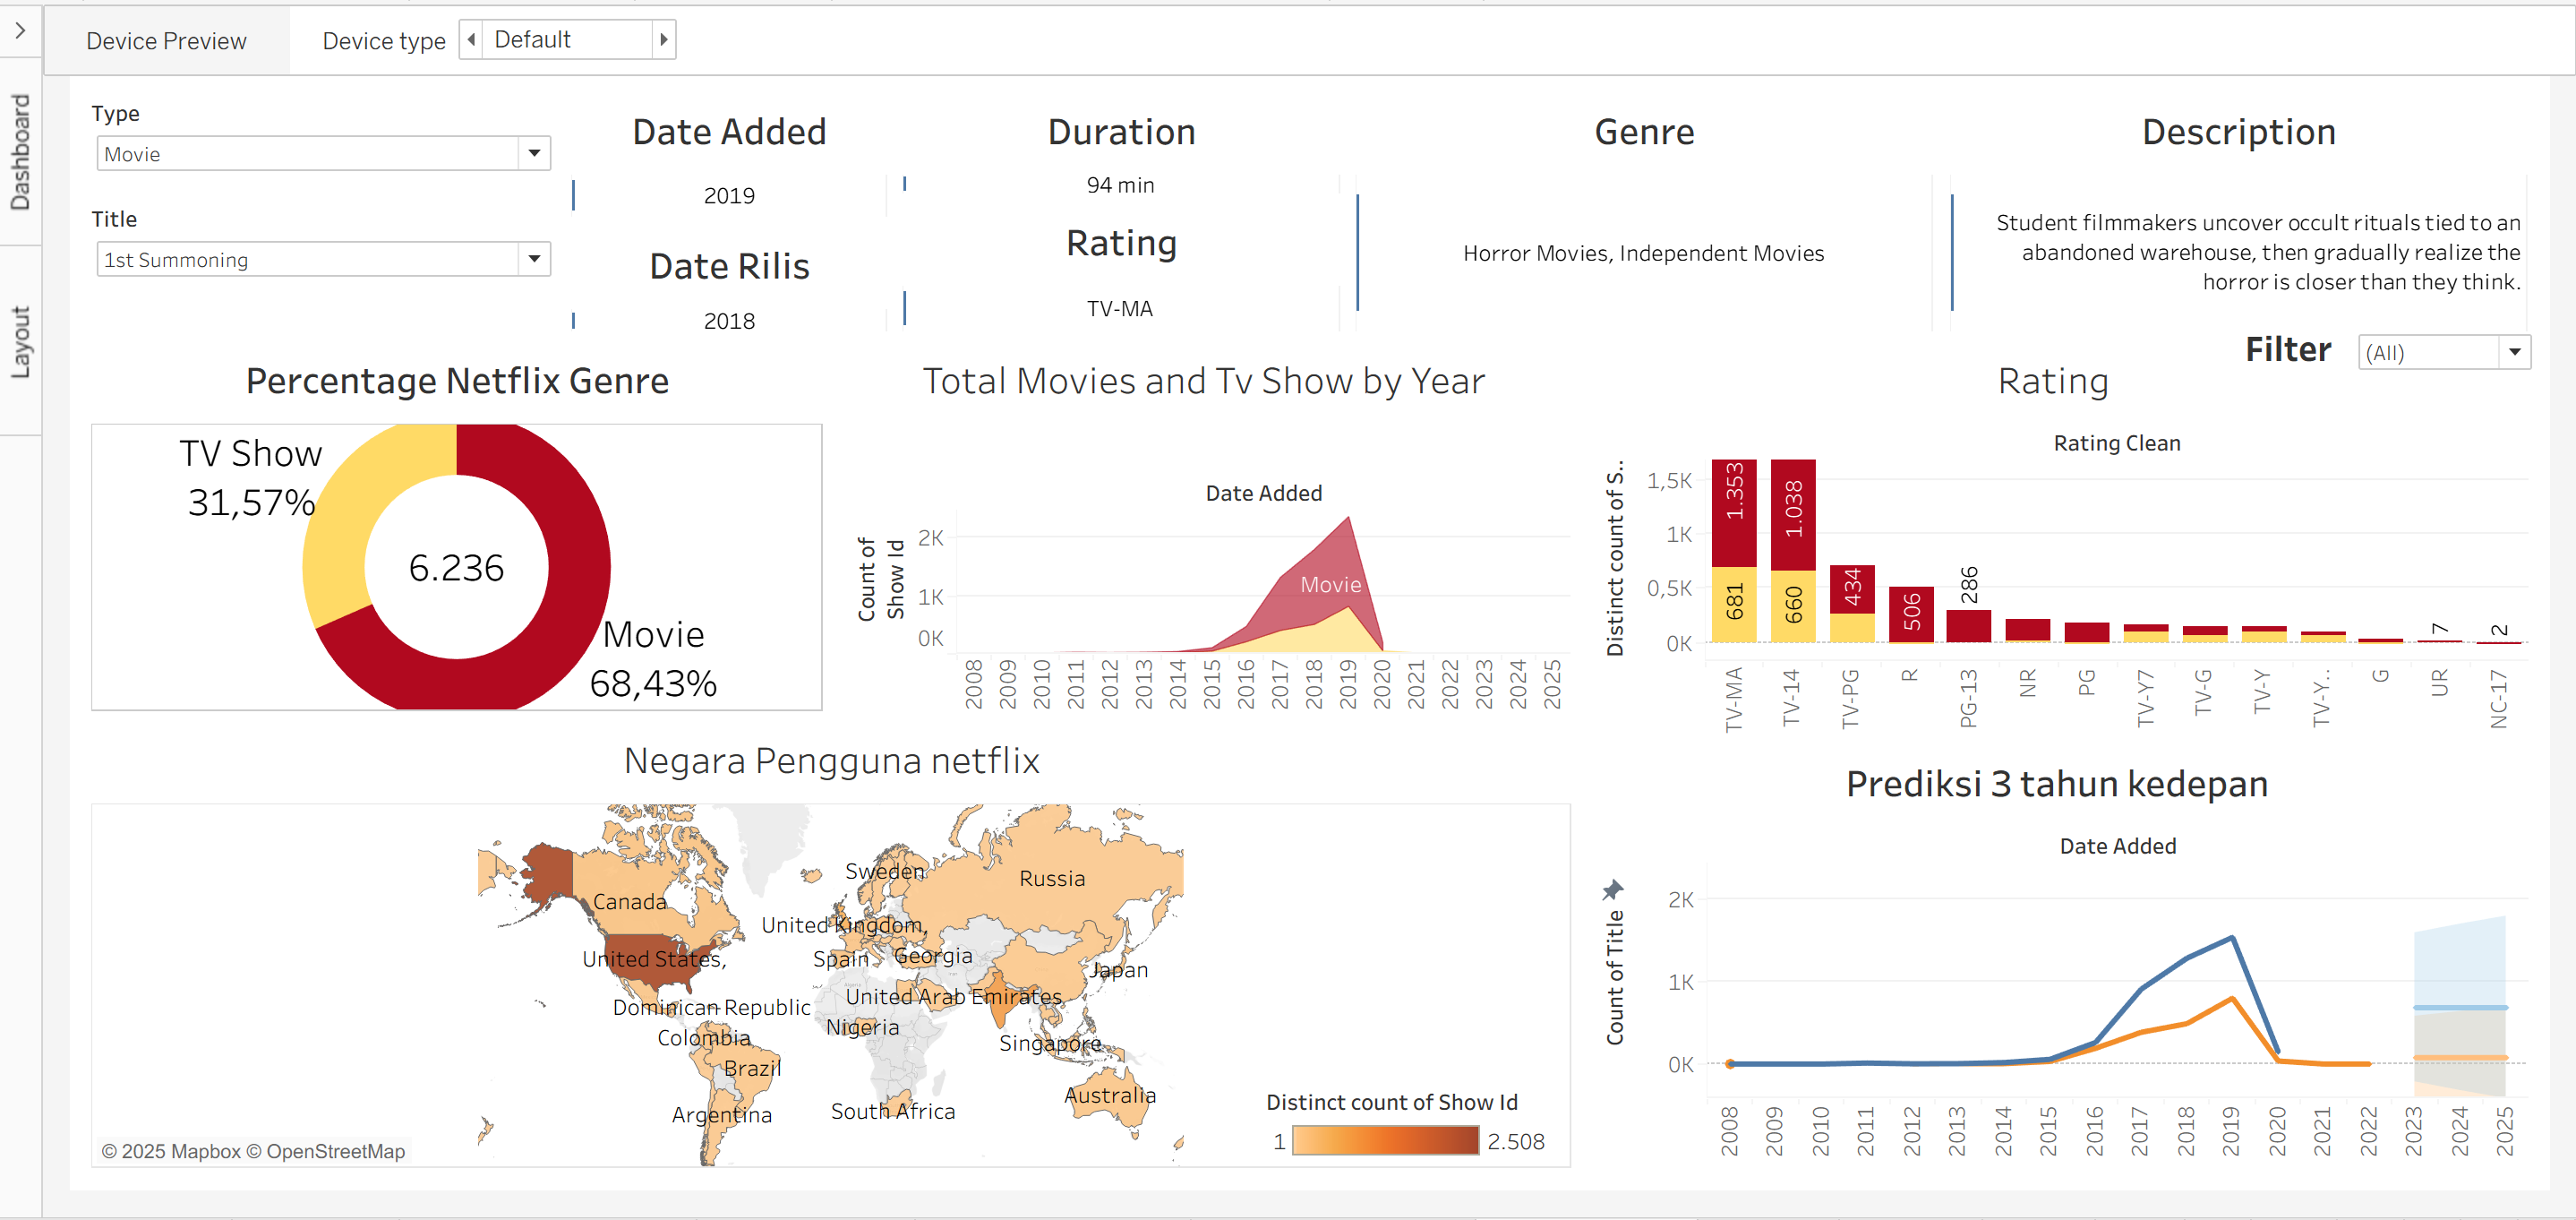 Device Preview
Device type
Default
Dashboard
Layout
Type
Movie
Title
1st Summoning
Date Added
2019
Date Rilis
2018
Duration
94 min
Rating
TV-MA
Genre
Horror Movies, Independent Movies
Description
Student filmmakers uncover occult rituals tied to an
abandoned warehouse, then gradually realize the
horror is closer than they think.
Filter
(All)
Percentage Netflix Genre
TV Show
31,57%
6.236
Movie
68,43%
Total Movies and Tv Show by Year
Date Added
Count of
Show Id
2K
1K
0K
Movie
2008
2009
2010
2011
2012
2013
2014
2015
2016
2017
2018
2019
2020
2021
2022
2023
2024
2025
Rating
Rating Clean
Distinct count of S..
1,5K
1K
0,5K
0K
1.353
681
1.038
660
434
506
286
7
2
TV-MA
TV-14
TV-PG
R
PG-13
NR
PG
TV-Y7
TV-G
TV-Y
TV-Y..
G
UR
NC-17
Negara Pengguna netflix
Sweden
Russia
Canada
United Kingdom,
United States,
Spain
Georgia
Japan
United Arab Emirates
Dominican Republic
Nigeria
Colombia
Singapore
Brazil
Australia
Argentina
South Africa
Distinct count of Show Id
1
2.508
© 2025 Mapbox © OpenStreetMap
Prediksi 3 tahun kedepan
Date Added
Count of Title
2K
1K
0K
2008
2009
2010
2011
2012
2013
2014
2015
2016
2017
2018
2019
2020
2021
2022
2023
2024
2025